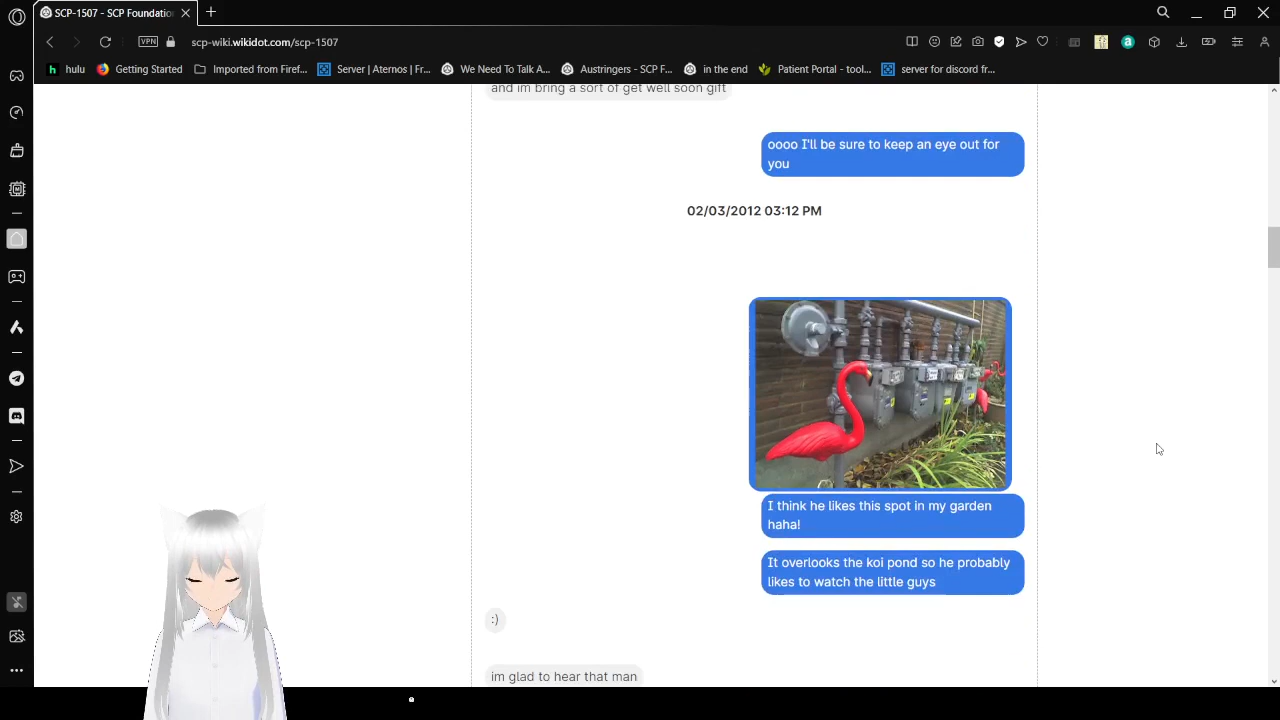 SCP-1507 - SCP Foundatio
VPN
scp-wiki.wikidot.com/scp-1507
hulu
Getting Started
Imported from Firef...
Server | Aternos | Fr...
We Need To Talk A...
Austringers - SCP F...
in the end
Patient Portal - tool...
server for discord fr...
and im bring a sort of get well soon gift
oooo I'll be sure to keep an eye out for
you
02/03/2012 03:12 PM
I think he likes this spot in my garden
haha!
It overlooks the koi pond so he probably
likes to watch the little guys
:)
im glad to hear that man